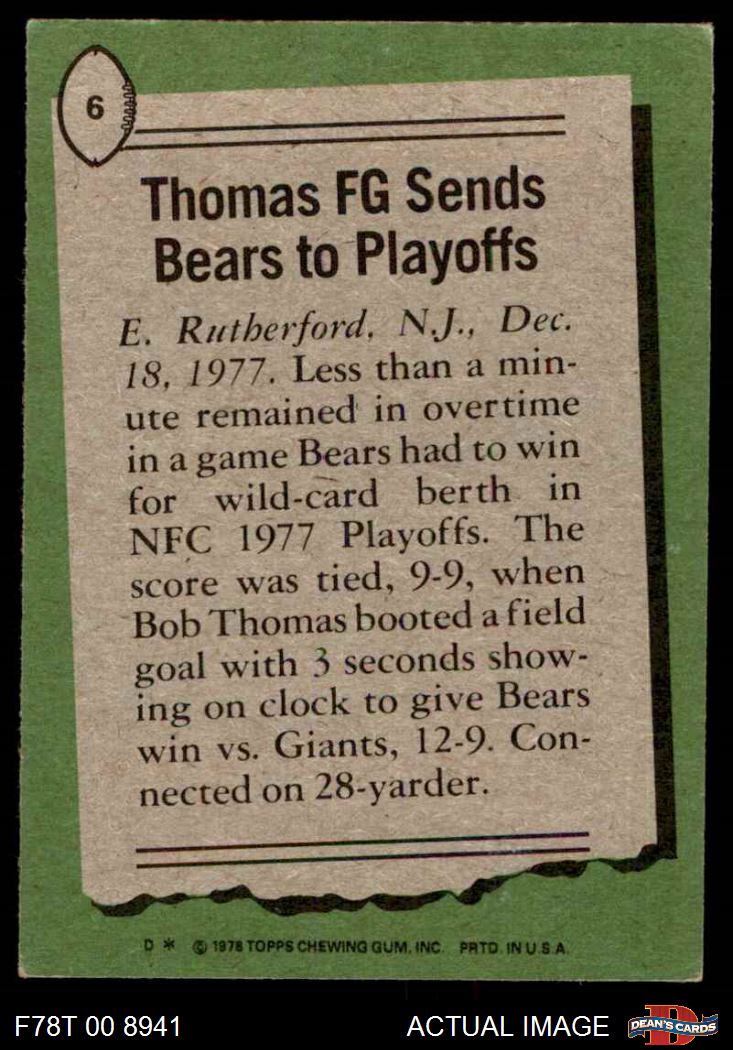 6
Thomas FG Sends
Bears to Playoffs
E. Rutherford, N.J., Dec.
18, 1977. Less than a min-
ute remained in overtime
in a game Bears had to win
for wild-card berth in
NFC 1977 Playoffs. The
score was tied, 9-9, when
Bob Thomas booted a field
goal with 3 seconds show-
ing on clock to give Bears
win vs. Giants, 12-9. Con-
nected on 28-yarder.
D * © 1978 TOPPS CHEWING GUM, INC. PRTD. IN U.S.A.
F78T 00 8941 ACTUAL IMAGE D DEAN'S CARDS